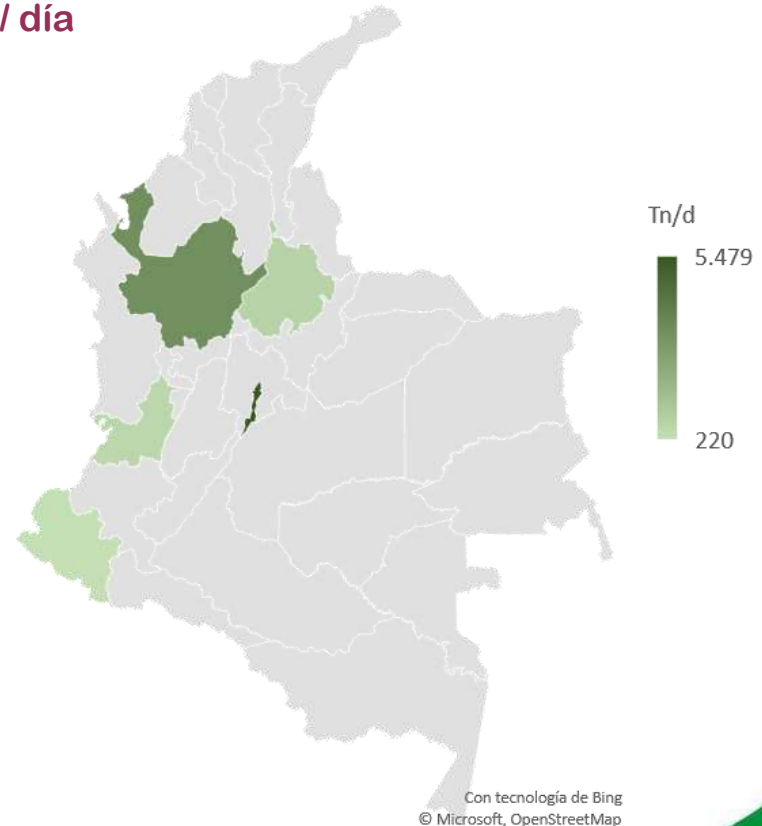 / día
Tn/d
5.479
220
Con tecnología de Bing
© Microsoft, OpenStreetMap